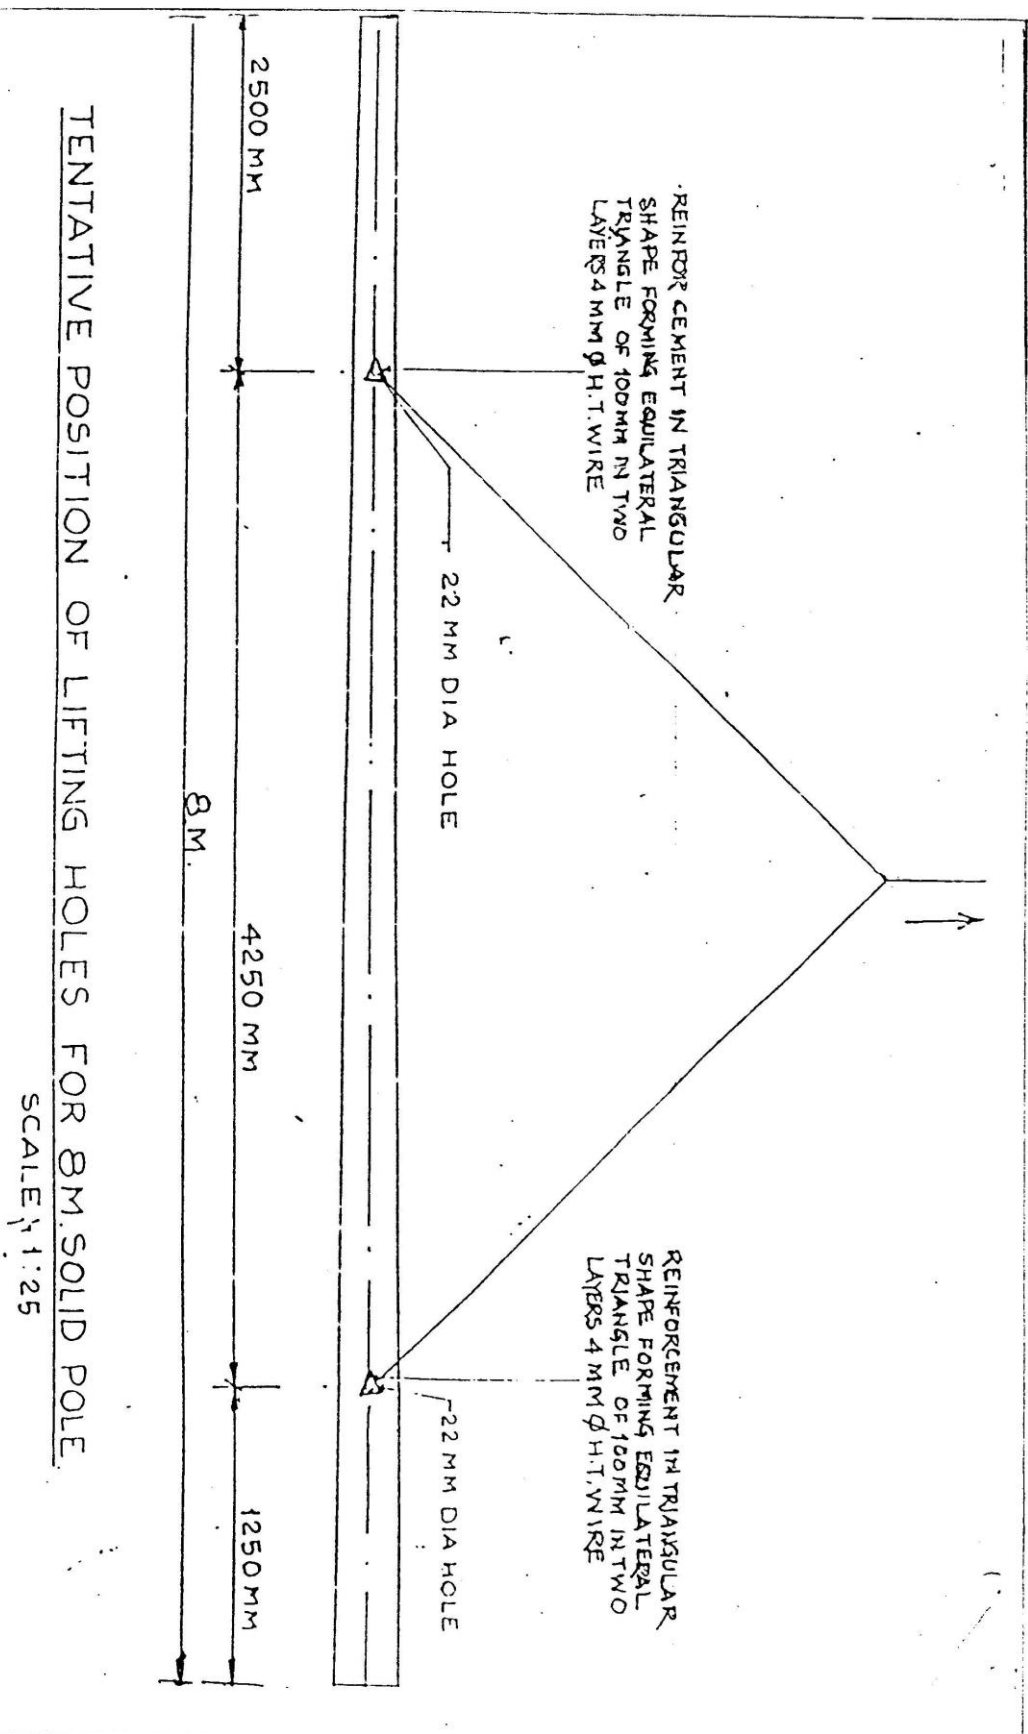 REINFOR CEMENT IN TRIANGULAR
SHAPE FORMING EQUILATERAL
TRIANGLE OF 100MM IN TWO
LAYERS 4 MM Ø H.T. WIRE
REINFORCEMENT IN TRIANGULAR
SHAPE FORMING EQUILATERAL
TRIANGLE OF 100MM IN TWO
LAYERS 4 MM Ø H.T. WIRE
22 MM DIA HOLE
22 MM DIA HOLE
2500 MM
4250 MM
1250 MM
8 M.
TENTATIVE POSITION OF LIFTING HOLES FOR 8M. SOLID POLE.
SCALE 1:25